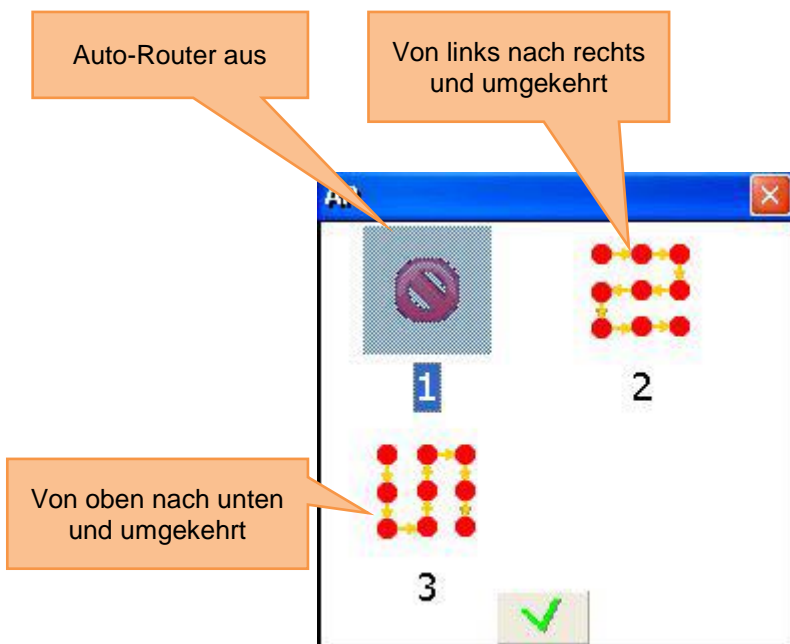 Auto-Router aus
Von links nach rechts
und umgekehrt
1
2
Von oben nach unten
und umgekehrt
3